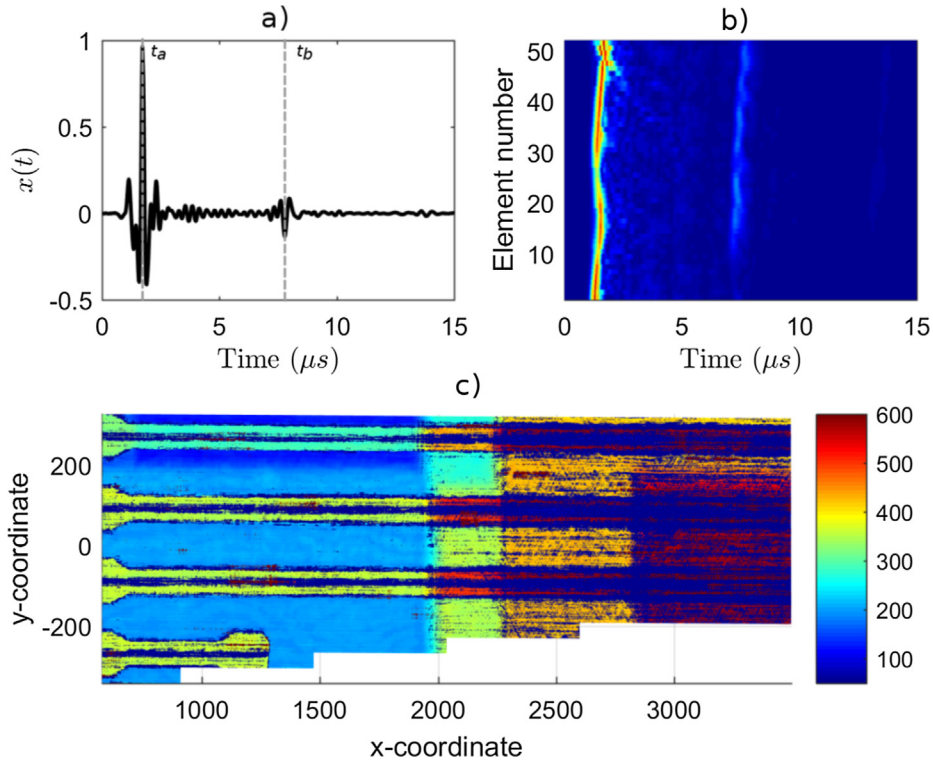 a)
1
0.5
0
-0.5
x(t)
t_a
t_b
0 5 10 15
Time (μs)
b)
50
40
30
20
10
Element number
0 5 10 15
Time (μs)
c)
200
0
-200
y-coordinate
1000 1500 2000 2500 3000
x-coordinate
600
500
400
300
200
100